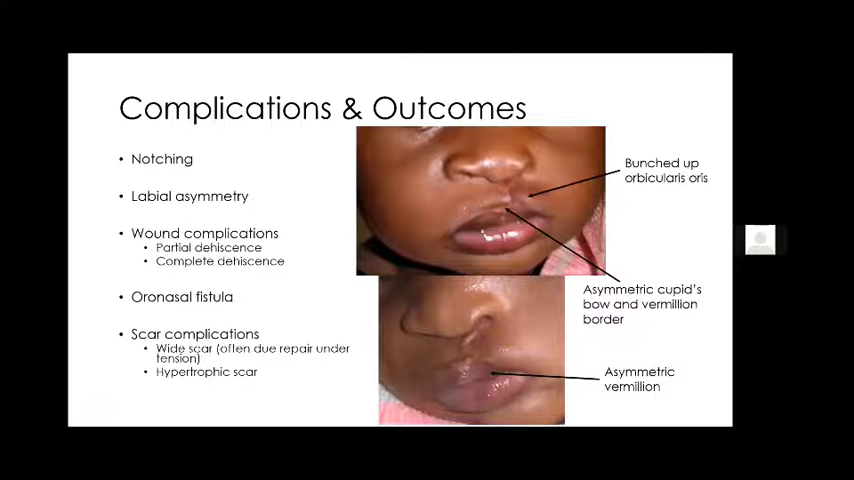 Complications & Outcomes
• Notching
• Labial asymmetry
• Wound complications
• Partial dehiscence
• Complete dehiscence
• Oronasal fistula
• Scar complications
• Wide scar (often due repair under
tension)
• Hypertrophic scar
Bunched up
orbicularis oris
Asymmetric cupid's
bow and vermillion
border
Asymmetric
vermillion